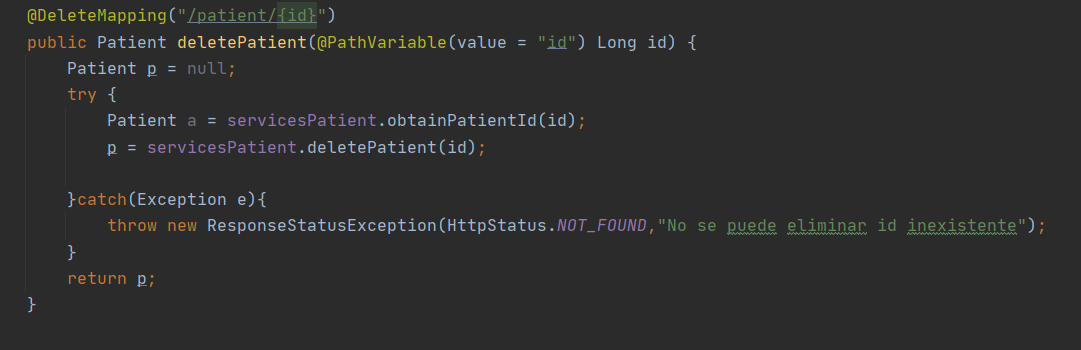 @DeleteMapping("/patient/{id}")
public Patient deletePatient(@PathVariable(value = "id") Long id) {
    Patient p = null;
    try {
        Patient a = servicesPatient.obtainPatientId(id);
        p = servicesPatient.deletePatient(id);
    }catch(Exception e){
        throw new ResponseStatusException(HttpStatus.NOT_FOUND,"No se puede eliminar id inexistente");
    }
    return p;
}